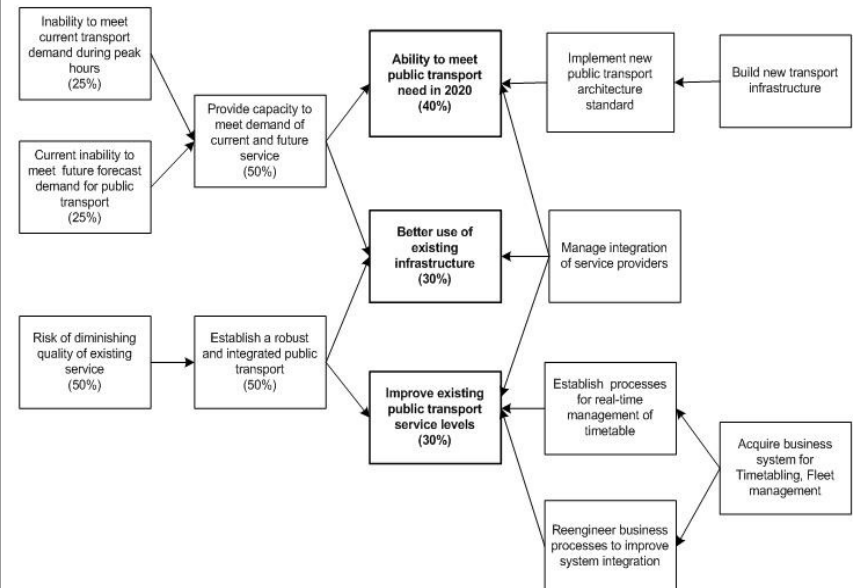 Inability to meet
current transport
demand during peak
hours
(25%)
Current inability to
meet future forecast
demand for public
transport
(25%)
Risk of diminishing
quality of existing
service
(50%)
Provide capacity to
meet demand of
current and future
service
(50%)
Establish a robust
and integrated public
transport
(50%)
Ability to meet
public transport
need in 2020
(40%)
Better use of
existing
infrastructure
(30%)
Improve existing
public transport
service levels
(30%)
Implement new
public transport
architecture
standard
Manage integration
of service providers
Establish processes
for real-time
management of
timetable
Reengineer business
processes to improve
system integration
Build new transport
infrastructure
Acquire business
system for
Timetabling, Fleet
management